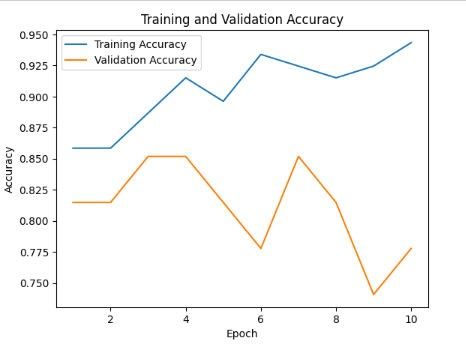 Training and Validation Accuracy
Training Accuracy
Validation Accuracy
0.950
0.925
0.900
0.875
0.850
0.825
0.800
0.775
0.750
Accuracy
2
4
6
8
10
Epoch